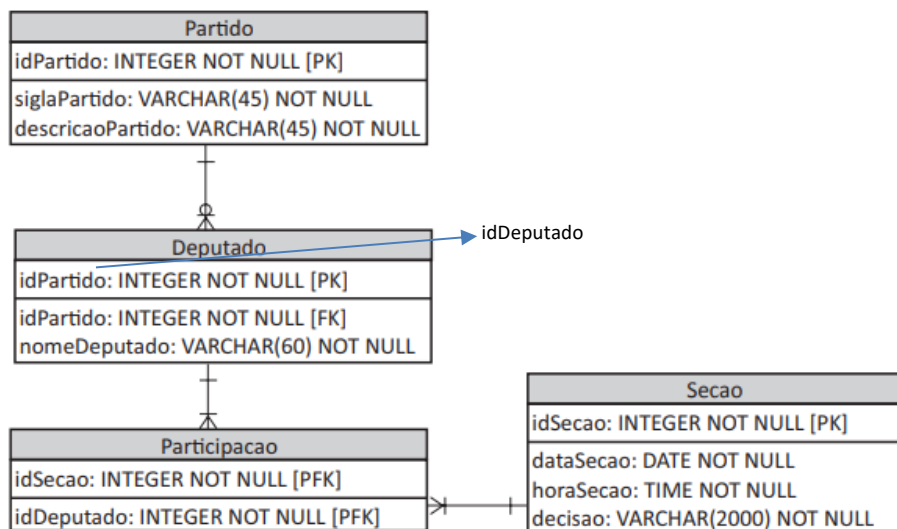 Partido
idPartido: INTEGER NOT NULL [PK]
siglaPartido: VARCHAR(45) NOT NULL
descricaoPartido: VARCHAR(45) NOT NULL
Deputado
idDeputado
idPartido: INTEGER NOT NULL [PK]
idPartido: INTEGER NOT NULL [FK]
nomeDeputado: VARCHAR(60) NOT NULL
Participacao
idSecao: INTEGER NOT NULL [PFK]
idDeputado: INTEGER NOT NULL [PFK]
Secao
idSecao: INTEGER NOT NULL [PK]
dataSecao: DATE NOT NULL
horaSecao: TIME NOT NULL
decisao: VARCHAR(2000) NOT NULL